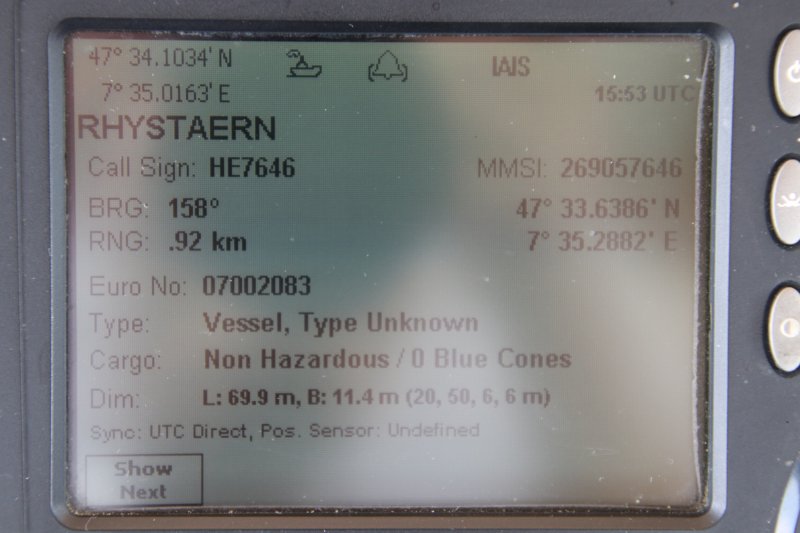 47° 34.1034' N
IAIS
7° 35.0163' E
15:53 UTC
RHYSTAERN
Call Sign: HE7646 MMSI: 269057646
BRG: 158° 47° 33.6386' N
RNG: .92 km 7° 35.2882' E
Euro No: 07002083
Type: Vessel, Type Unknown
Cargo: Non Hazardous / 0 Blue Cones
Dim: L: 69.9 m, B: 11.4 m (20, 50, 6, 6 m)
Sync: UTC Direct, Pos. Sensor: Undefined
Show
Next